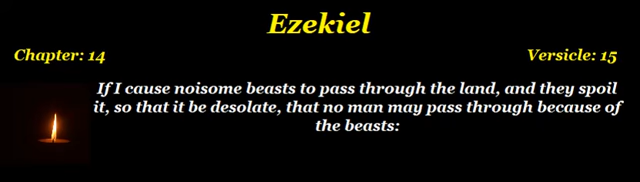 Ezekiel
Chapter: 14 Versicle: 15
If I cause noisome beasts to pass through the land, and they spoil
it, so that it be desolate, that no man may pass through because of
the beasts: